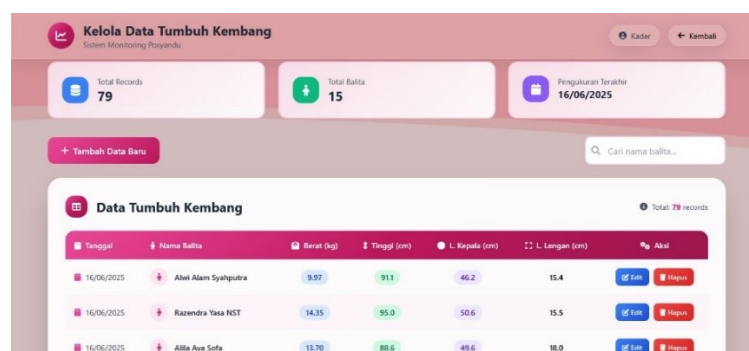 Kelola Data Tumbuh Kembang
Sistem Monitoring Posyandu
Kader
Kembali
Total Records
79
Total Balita
15
Pengukuran Terakhir
16/06/2025
+ Tambah Data Baru
Cari nama balita...
Data Tumbuh Kembang
Total: 79 records
Tanggal Nama Balita Berat (kg) Tinggi (cm) L. Kepala (cm) L. Lengan (cm) Aksi
16/06/2025 Alwi Alam Syahputra 9.97 91.1 46.2 15.4 Edit Hapus
16/06/2025 Razendra Yasa NST 14.35 95.0 50.6 15.5 Edit Hapus
16/06/2025 Alila Aya Sofa 13.70 88.6 49.6 18.0 Edit Hapus